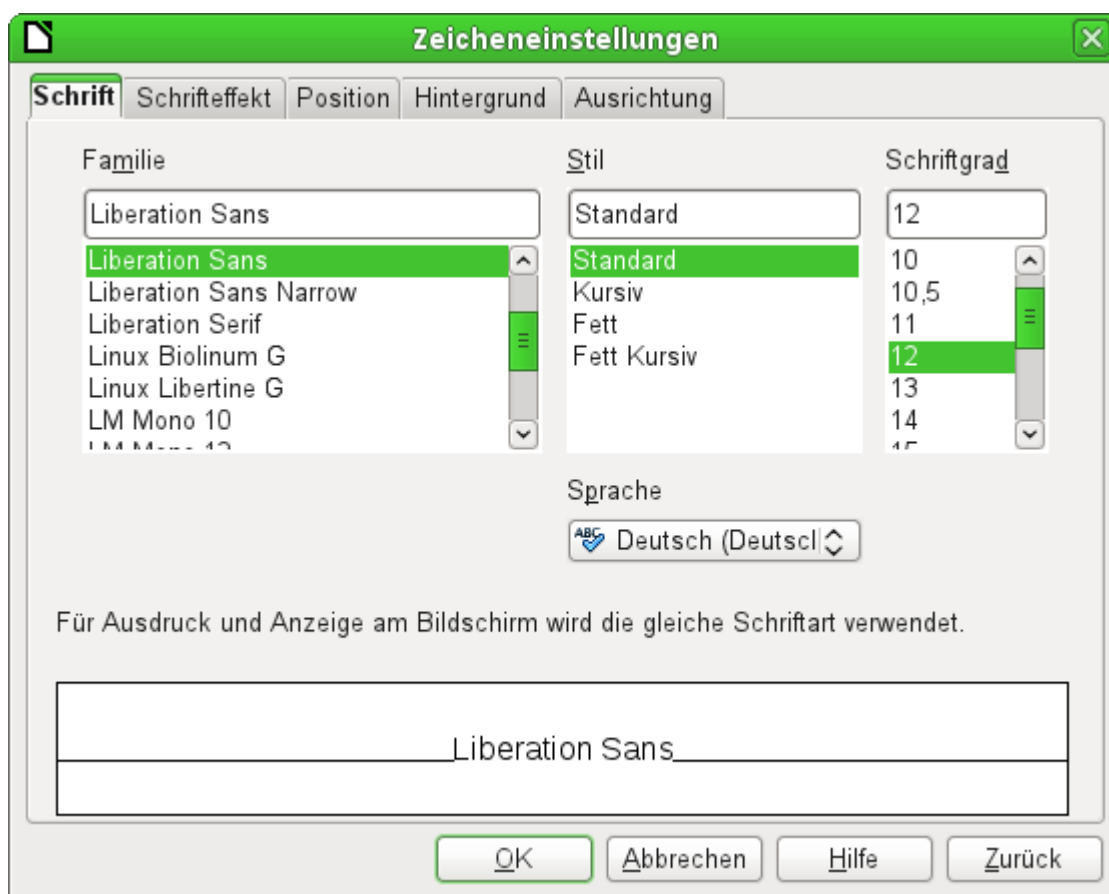 Zeicheneinstellungen
Schrift Schrifteffekt Position Hintergrund Ausrichtung
Familie Stil Schriftgrad
Liberation Sans Standard 12
Liberation Sans Standard 10
Liberation Sans Narrow Kursiv 10,5
Liberation Serif Fett 11
Linux Biolinum G Fett Kursiv 12
Linux Libertine G 13
LM Mono 10 14
Sprache
ABC Deutsch (Deutscl
Für Ausdruck und Anzeige am Bildschirm wird die gleiche Schriftart verwendet.
Liberation Sans
OK Abbrechen Hilfe Zurück